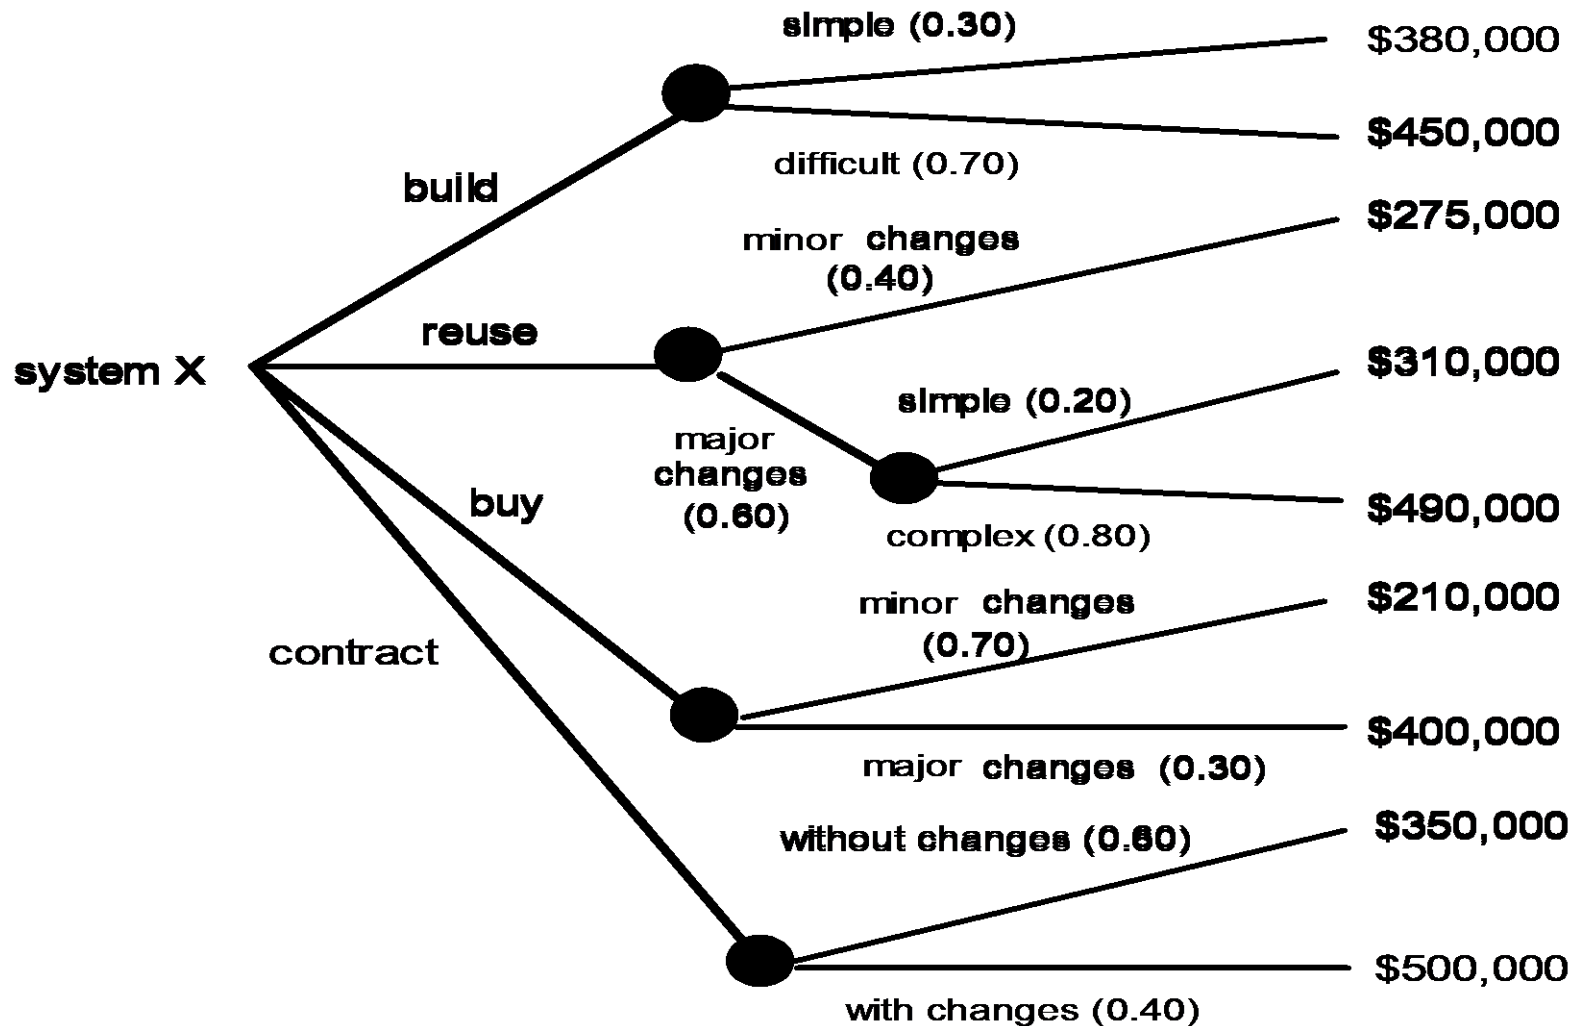 simple (0.30)
$380,000
$450,000
difficult (0.70)
build
$275,000
minor changes
(0.40)
reuse
system X
$310,000
simple (0.20)
major
changes
(0.60)
buy
$490,000
complex (0.80)
minor changes
(0.70)
$210,000
contract
$400,000
major changes (0.30)
without changes (0.60)
$350,000
$500,000
with changes (0.40)